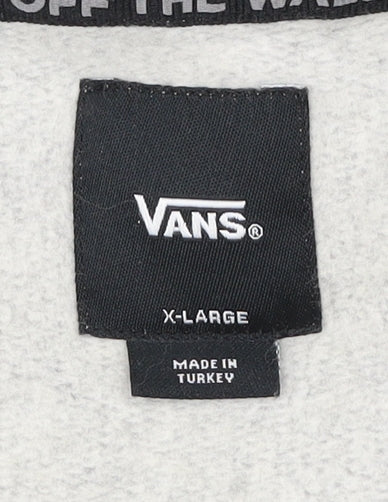 OFF THE WALL
VANS®
X-LARGE
MADE IN
TURKEY